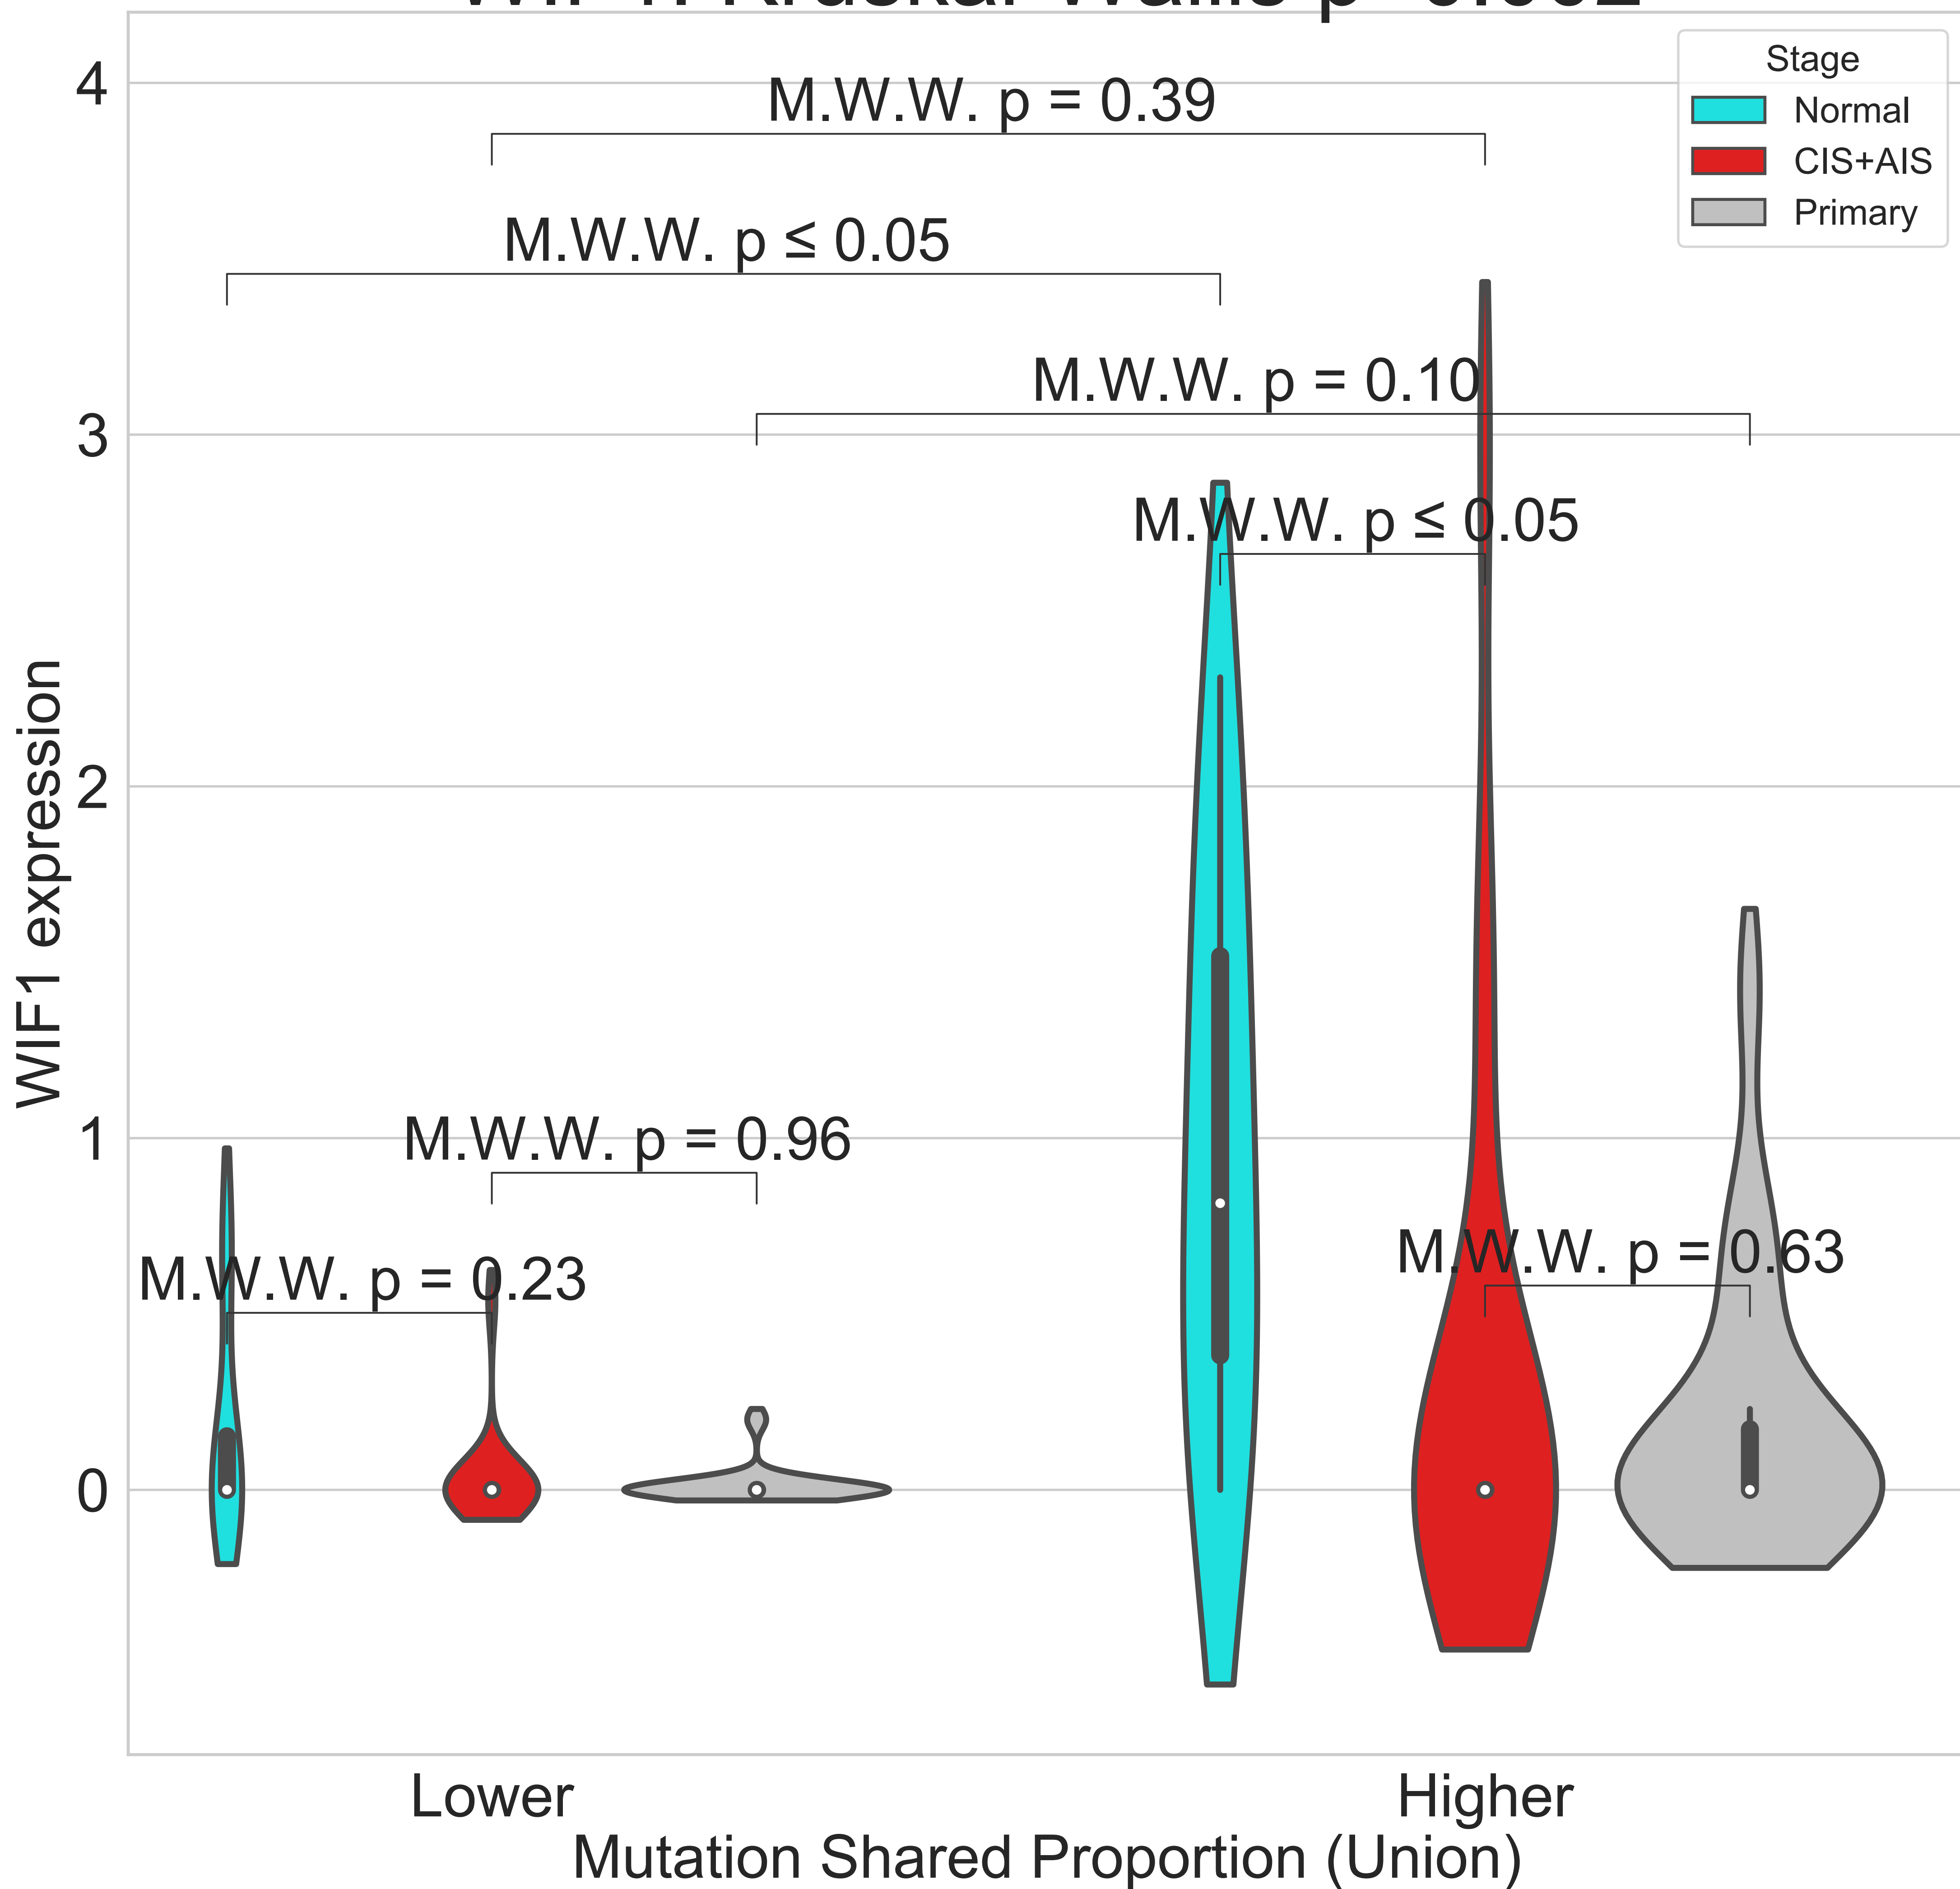 4
3
2
1
0
WIF1 expression
M.W.W. p = 0.39
M.W.W. p ≤ 0.05
M.W.W. p = 0.10
M.W.W. p ≤ 0.05
M.W.W. p = 0.96
M.W.W. p = 0.23
M.W.W. p = 0.63
Stage
Normal
CIS+AIS
Primary
Lower
Higher
Mutation Shared Proportion (Union)